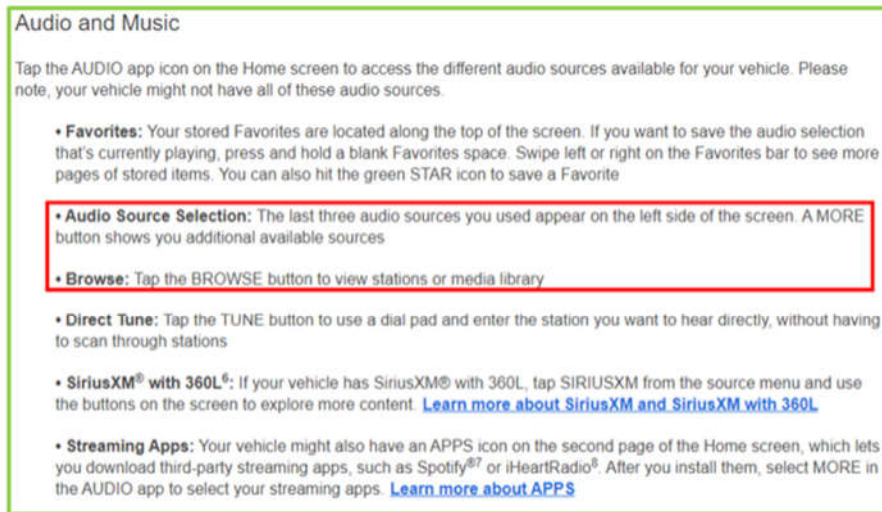 Audio and Music
Tap the AUDIO app icon on the Home screen to access the different audio sources available for your vehicle. Please
note, your vehicle might not have all of these audio sources.
• Favorites: Your stored Favorites are located along the top of the screen. If you want to save the audio selection
that's currently playing, press and hold a blank Favorites space. Swipe left or right on the Favorites bar to see more
pages of stored items. You can also hit the green STAR icon to save a Favorite
• Audio Source Selection: The last three audio sources you used appear on the left side of the screen. A MORE
button shows you additional available sources
• Browse: Tap the BROWSE button to view stations or media library
• Direct Tune: Tap the TUNE button to use a dial pad and enter the station you want to hear directly, without having
to scan through stations
• SiriusXM® with 360L⁶: If your vehicle has SiriusXM® with 360L, tap SIRIUSXM from the source menu and use
the buttons on the screen to explore more content. Learn more about SiriusXM and SiriusXM with 360L
• Streaming Apps: Your vehicle might also have an APPS icon on the second page of the Home screen, which lets
you download third-party streaming apps, such as Spotify®⁷ or iHeartRadio⁸. After you install them, select MORE in
the AUDIO app to select your streaming apps. Learn more about APPS